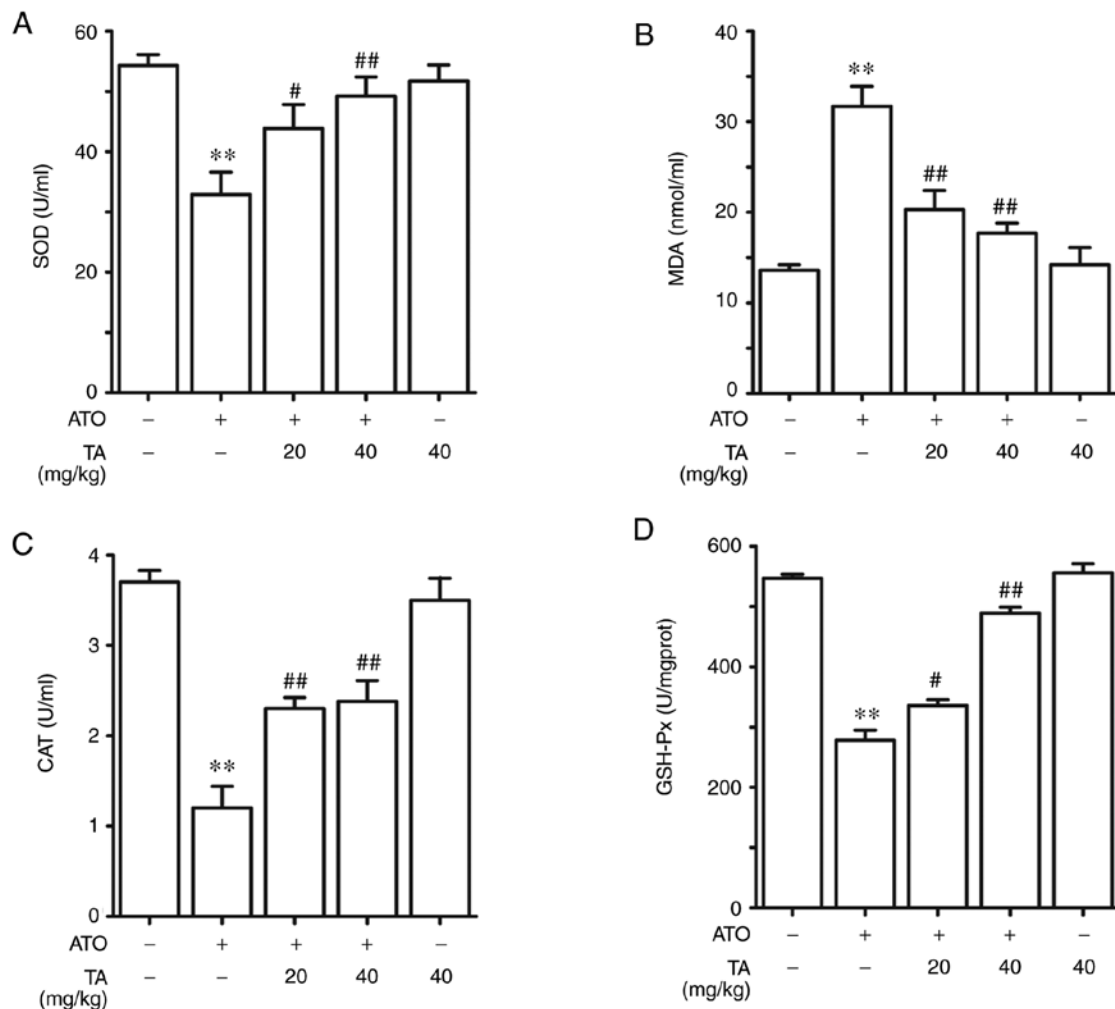 A
SOD (U/ml)
60
40
20
0
**
#
##
ATO – + + + –
TA – – 20 40 40
(mg/kg)
B
MDA (nmol/ml)
40
30
20
10
0
**
##
##
ATO – + + + –
TA – – 20 40 40
(mg/kg)
C
CAT (U/ml)
4
3
2
1
0
**
##
##
ATO – + + + –
TA – – 20 40 40
(mg/kg)
D
GSH-Px (U/mgprot)
600
400
200
0
**
#
##
ATO – + + + –
TA – – 20 40 40
(mg/kg)